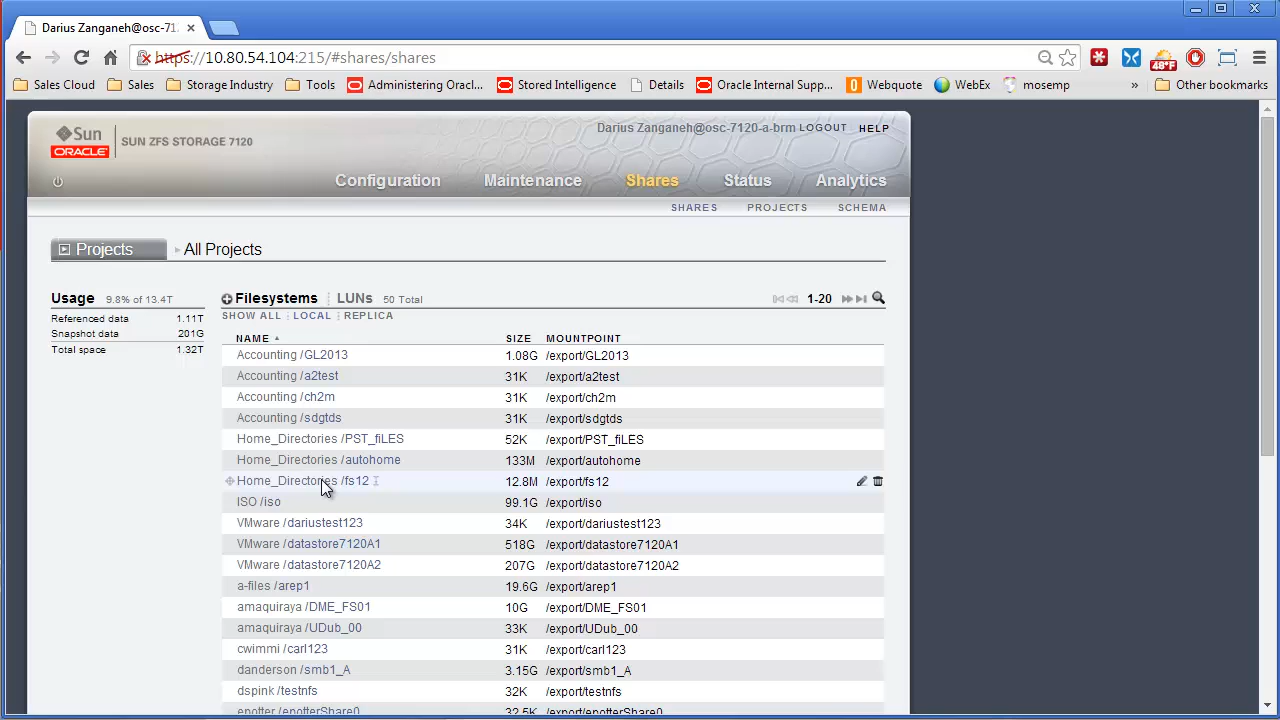 Darius Zanganeh@osc-71
https://10.80.54.104:215/#shares/shares
48°F
Sales Cloud Sales Storage Industry Tools Administering Oracl... Stored Intelligence Details Oracle Internal Supp... Webquote WebEx mosemp » Other bookmarks
Sun ORACLE SUN ZFS STORAGE 7120
Darius Zanganeh@osc-7120-a-brm LOGOUT HELP
Configuration Maintenance Shares Status Analytics
SHARES PROJECTS SCHEMA
Projects All Projects
Usage 9.8% of 13.4T
Referenced data 1.11T
Snapshot data 201G
Total space 1.32T
Filesystems LUNs 50 Total 1-20
SHOW ALL LOCAL REPLICA
NAME SIZE MOUNTPOINT
Accounting /GL2013 1.08G /export/GL2013
Accounting /a2test 31K /export/a2test
Accounting /ch2m 31K /export/ch2m
Accounting /sdgtds 31K /export/sdgtds
Home_Directories /PST_fiLES 52K /export/PST_fiLES
Home_Directories /autohome 133M /export/autohome
Home_Directories /fs12 12.8M /export/fs12
ISO /iso 99.1G /export/iso
VMware /dariustest123 34K /export/dariustest123
VMware /datastore7120A1 518G /export/datastore7120A1
VMware /datastore7120A2 207G /export/datastore7120A2
a-files /arep1 19.6G /export/arep1
amaquiraya /DME_FS01 10G /export/DME_FS01
amaquiraya /UDub_00 33K /export/UDub_00
cwimmi /carl123 31K /export/carl123
danderson /smb1_A 3.15G /export/smb1_A
dspink /testnfs 32K /export/testnfs
epotter /epotterShare0 32.5K /export/epotterShare0